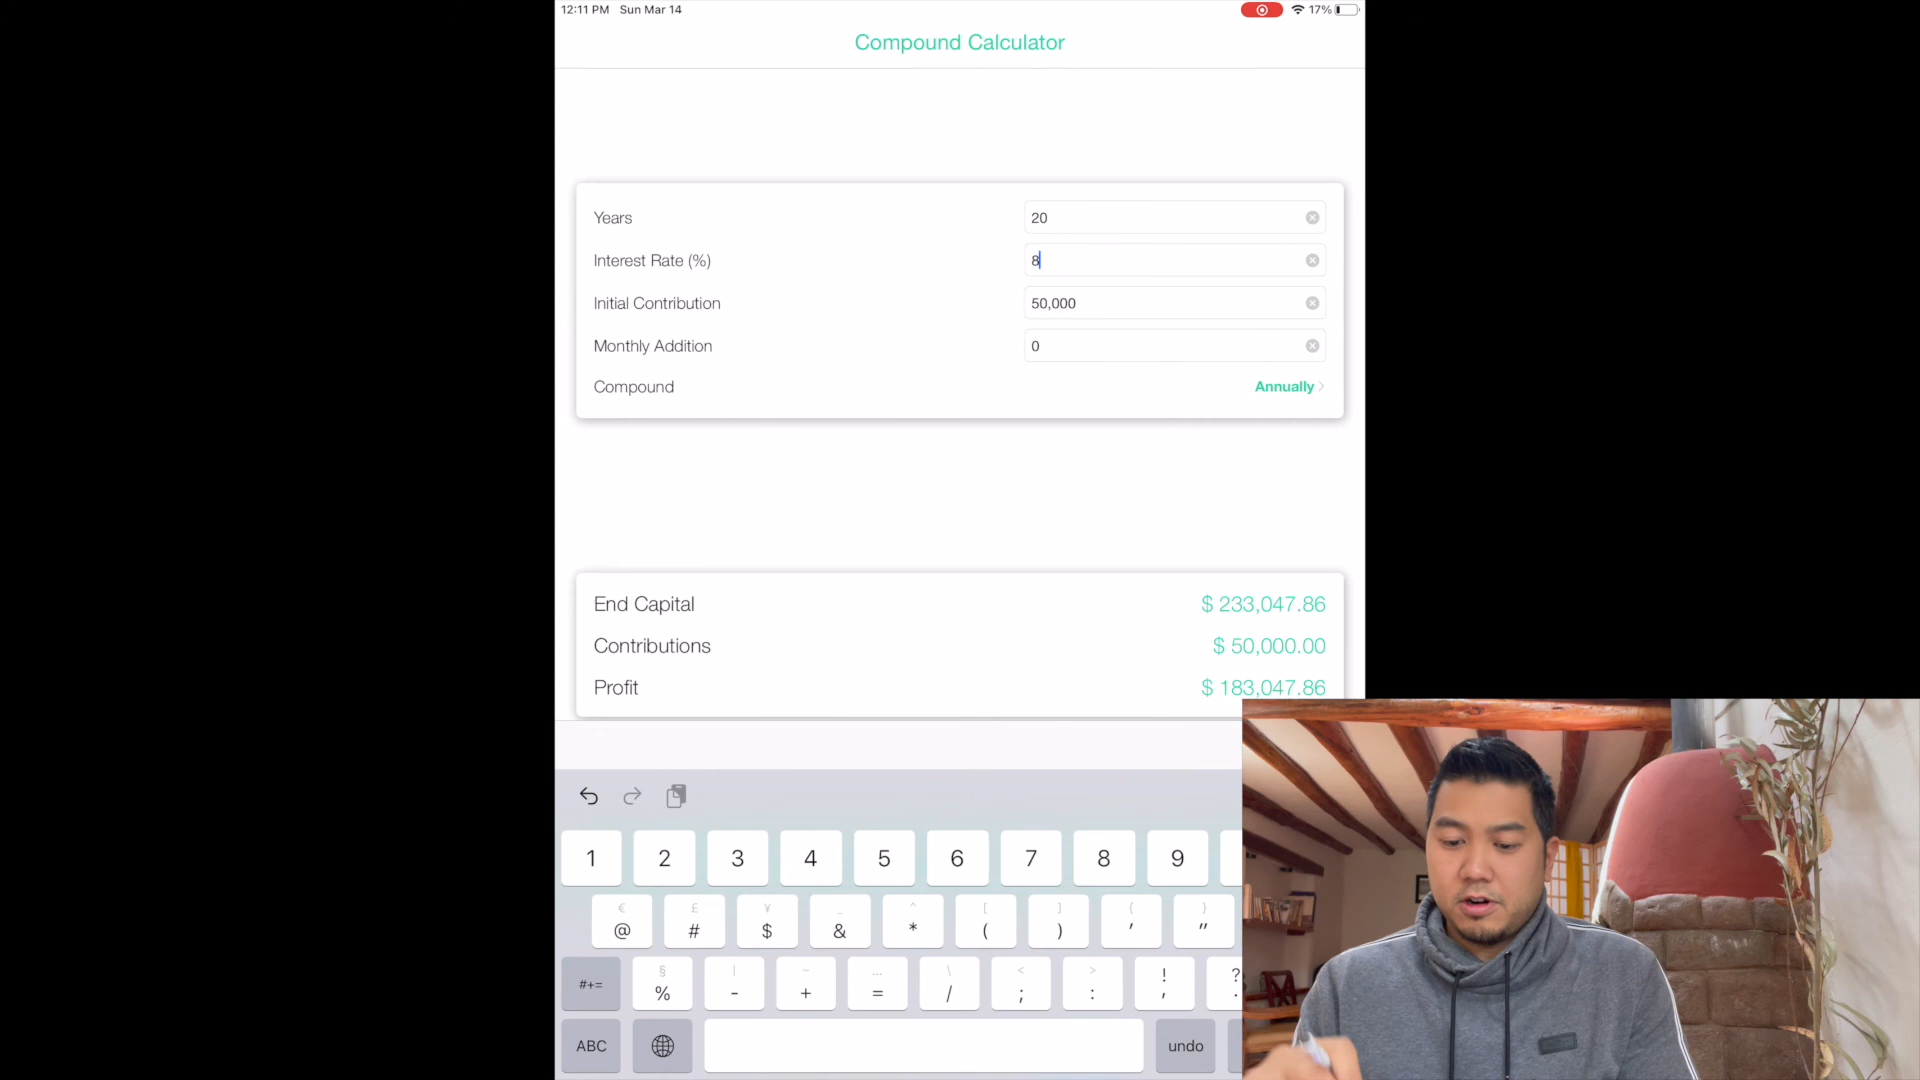 12:11 PM Sun Mar 14
17%
Compound Calculator
Years 20
Interest Rate (%) 8
Initial Contribution 50,000
Monthly Addition 0
Compound Annually
End Capital $ 233,047.86
Contributions $ 50,000.00
Profit $ 183,047.86
1 2 3 4 5 6 7 8 9
€ £ ¥ _ ^ [ ] { }
@ # $ & * ( ) ' "
§ | ~ … \ < > ! ?
#+= % - + = / ; : , .
ABC undo